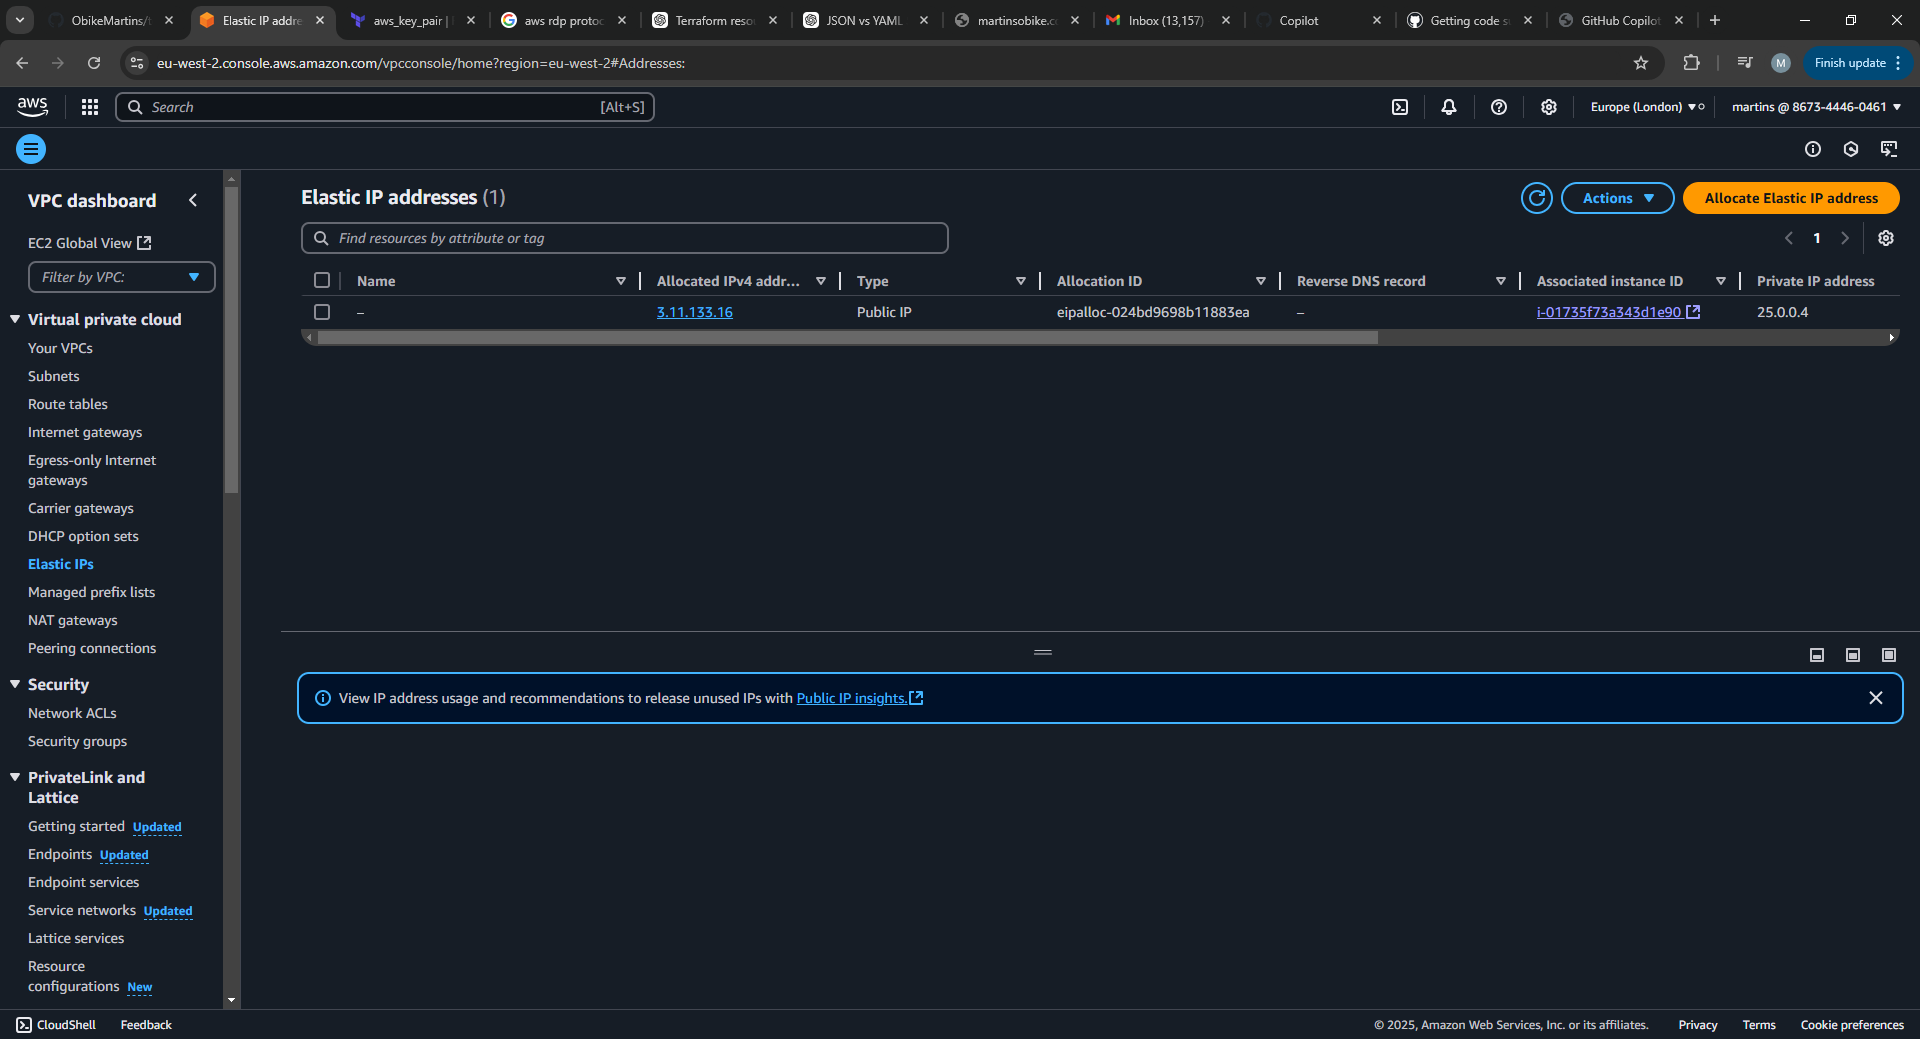 ObikeMartins/t
Elastic IP addre
aws_key_pair |
aws rdp protoc
Terraform reso
JSON vs YAML
martinsobike.c
Inbox (13,157)
Copilot
Getting code s
GitHub Copilot
eu-west-2.console.aws.amazon.com/vpcconsole/home?region=eu-west-2#Addresses:
M
Finish update
aws
Search
[Alt+S]
Europe (London)
martins @ 8673-4446-0461
VPC dashboard
EC2 Global View
Filter by VPC:
Virtual private cloud
Your VPCs
Subnets
Route tables
Internet gateways
Egress-only Internet
gateways
Carrier gateways
DHCP option sets
Elastic IPs
Managed prefix lists
NAT gateways
Peering connections
Security
Network ACLs
Security groups
PrivateLink and
Lattice
Getting started Updated
Endpoints Updated
Endpoint services
Service networks Updated
Lattice services
Resource
configurations New
Elastic IP addresses (1)
Actions
Allocate Elastic IP address
Find resources by attribute or tag
1
Name Allocated IPv4 addr... Type Allocation ID Reverse DNS record Associated instance ID Private IP address
– 3.11.133.16 Public IP eipalloc-024bd9698b11883ea – i-01735f73a343d1e90 25.0.0.4
View IP address usage and recommendations to release unused IPs with Public IP insights.
CloudShell Feedback
© 2025, Amazon Web Services, Inc. or its affiliates. Privacy Terms Cookie preferences